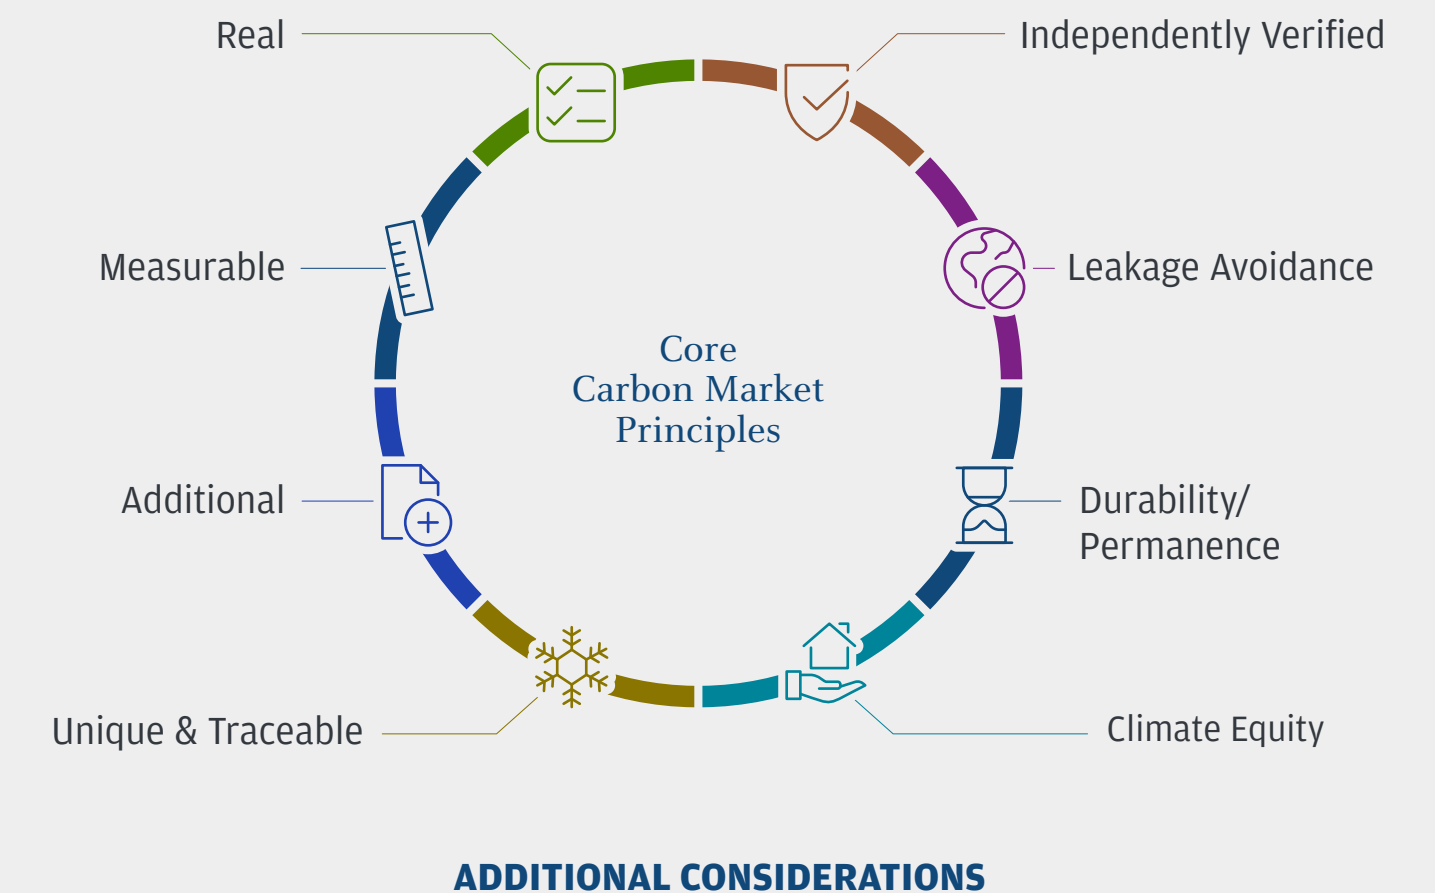 Real
Independently Verified
Measurable
Leakage Avoidance
Core
Carbon Market
Principles
Additional
Durability/
Permanence
Unique & Traceable
Climate Equity
ADDITIONAL CONSIDERATIONS